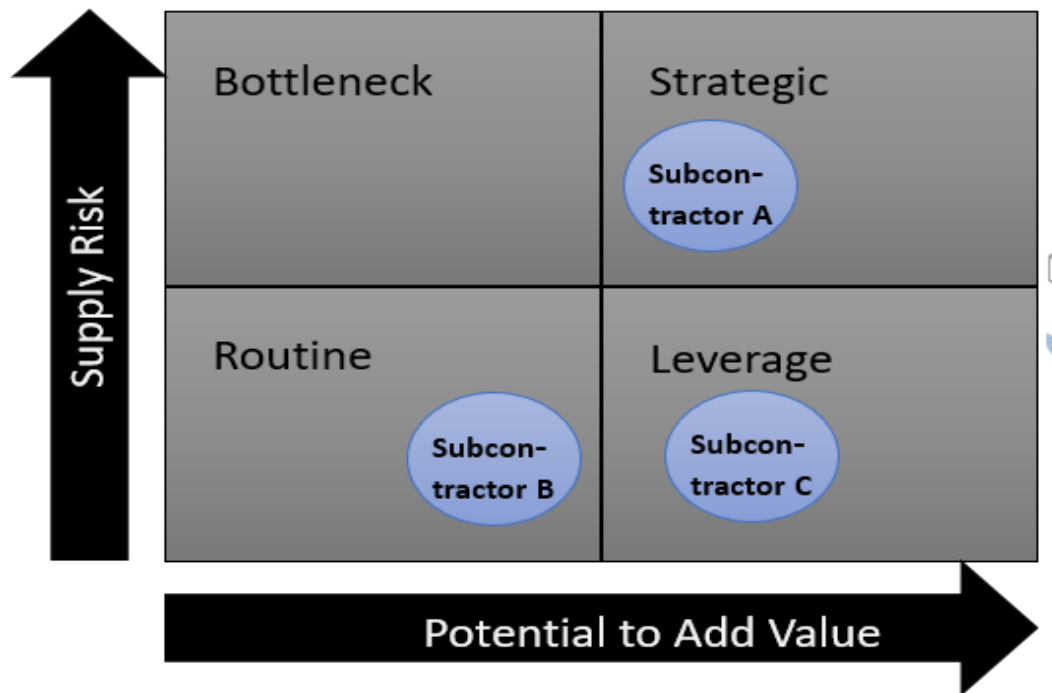 Bottleneck
Strategic
Subcon-
tractor A
Supply Risk
Routine
Leverage
Subcon-
tractor B
Subcon-
tractor C
Potential to Add Value